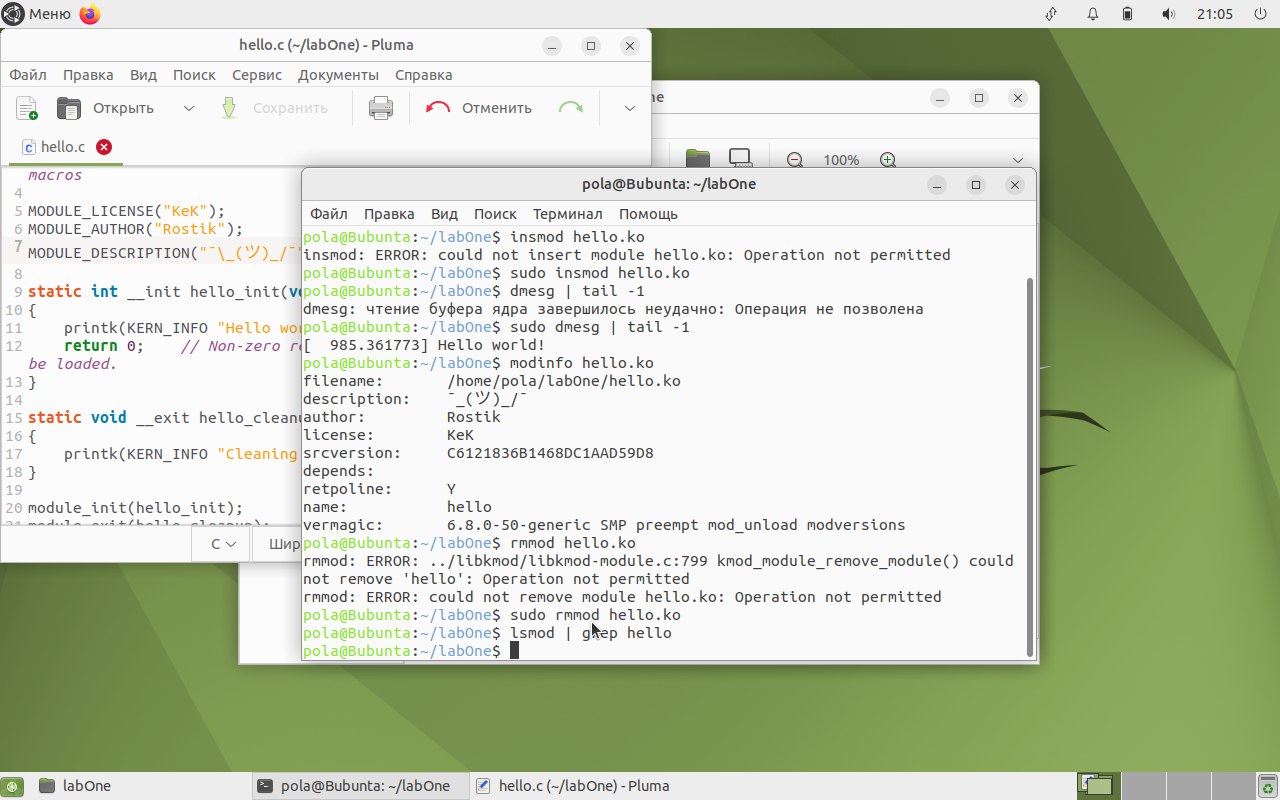 Меню
21:05
hello.c (~/labOne) - Pluma
Файл Правка Вид Поиск Сервис Документы Справка
Открыть Сохранить Отменить
hello.c
macros
4
5 MODULE_LICENSE("KeK");
6 MODULE_AUTHOR("Rostik");
7 MODULE_DESCRIPTION("¯\_(ツ)_/¯"
8
9 static int __init hello_init(vo
10 {
11 printk(KERN_INFO "Hello wor
12 return 0; // Non-zero re
be loaded.
13 }
14
15 static void __exit hello_cleanu
16 {
17 printk(KERN_INFO "Cleaning
18 }
19
20 module_init(hello_init);
21 module_exit(hello_cleanup);
C Шир
ne
100%
pola@Bubunta: ~/labOne
Файл Правка Вид Поиск Терминал Помощь
pola@Bubunta:~/labOne$ insmod hello.ko
insmod: ERROR: could not insert module hello.ko: Operation not permitted
pola@Bubunta:~/labOne$ sudo insmod hello.ko
pola@Bubunta:~/labOne$ dmesg | tail -1
dmesg: чтение буфера ядра завершилось неудачно: Операция не позволена
pola@Bubunta:~/labOne$ sudo dmesg | tail -1
[  985.361773] Hello world!
pola@Bubunta:~/labOne$ modinfo hello.ko
filename: /home/pola/labOne/hello.ko
description: ¯_(ツ)_/¯
author: Rostik
license: KeK
srcversion: C6121836B1468DC1AAD59D8
depends:
retpoline: Y
name: hello
vermagic: 6.8.0-50-generic SMP preempt mod_unload modversions
pola@Bubunta:~/labOne$ rmmod hello.ko
rmmod: ERROR: ../libkmod/libkmod-module.c:799 kmod_module_remove_module() could
not remove 'hello': Operation not permitted
rmmod: ERROR: could not remove module hello.ko: Operation not permitted
pola@Bubunta:~/labOne$ sudo rmmod hello.ko
pola@Bubunta:~/labOne$ lsmod | grep hello
pola@Bubunta:~/labOne$
labOne
pola@Bubunta: ~/labOne
hello.c (~/labOne) - Pluma